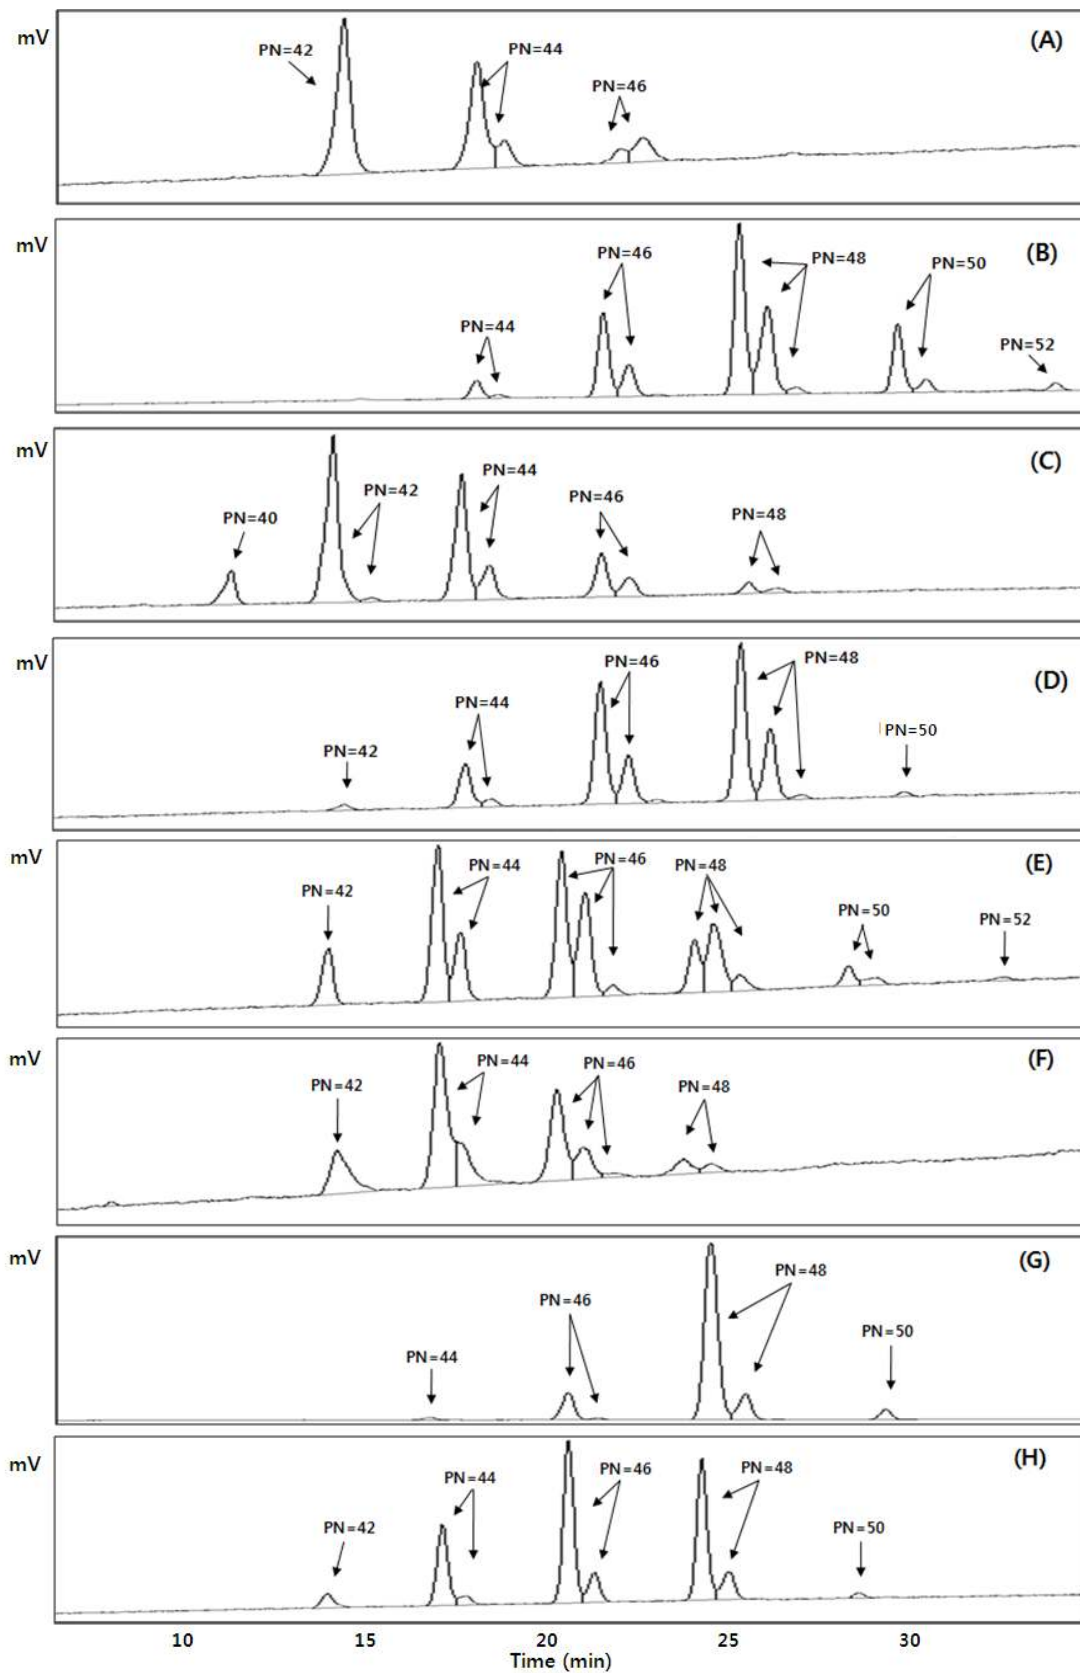 mV
PN=42
PN=44
PN=46
(A)
mV
PN=44
PN=46
PN=48
PN=50
PN=52
(B)
mV
PN=40
PN=42
PN=44
PN=46
PN=48
(C)
mV
PN=42
PN=44
PN=46
PN=48
PN=50
(D)
mV
PN=42
PN=44
PN=46
PN=48
PN=50
PN=52
(E)
mV
PN=42
PN=44
PN=46
PN=48
(F)
mV
PN=44
PN=46
PN=48
PN=50
(G)
mV
PN=42
PN=44
PN=46
PN=48
PN=50
(H)
10 15 20 25 30
Time (min)